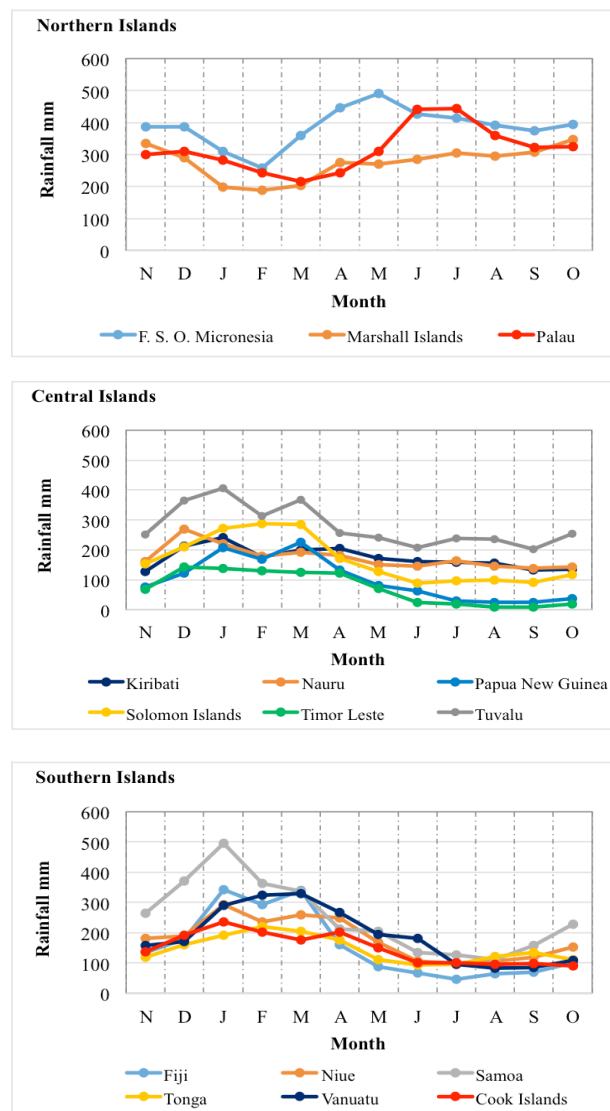 Northern Islands
600
500
400
300
200
100
0
Rainfall mm
N D J F M A M J J A S O
Month
F. S. O. Micronesia Marshall Islands Palau
Central Islands
600
500
400
300
200
100
0
Rainfall mm
N D J F M A M J J A S O
Month
Kiribati Nauru Papua New Guinea
Solomon Islands Timor Leste Tuvalu
Southern Islands
600
500
400
300
200
100
0
Rainfall mm
N D J F M A M J J A S O
Month
Fiji Niue Samoa
Tonga Vanuatu Cook Islands